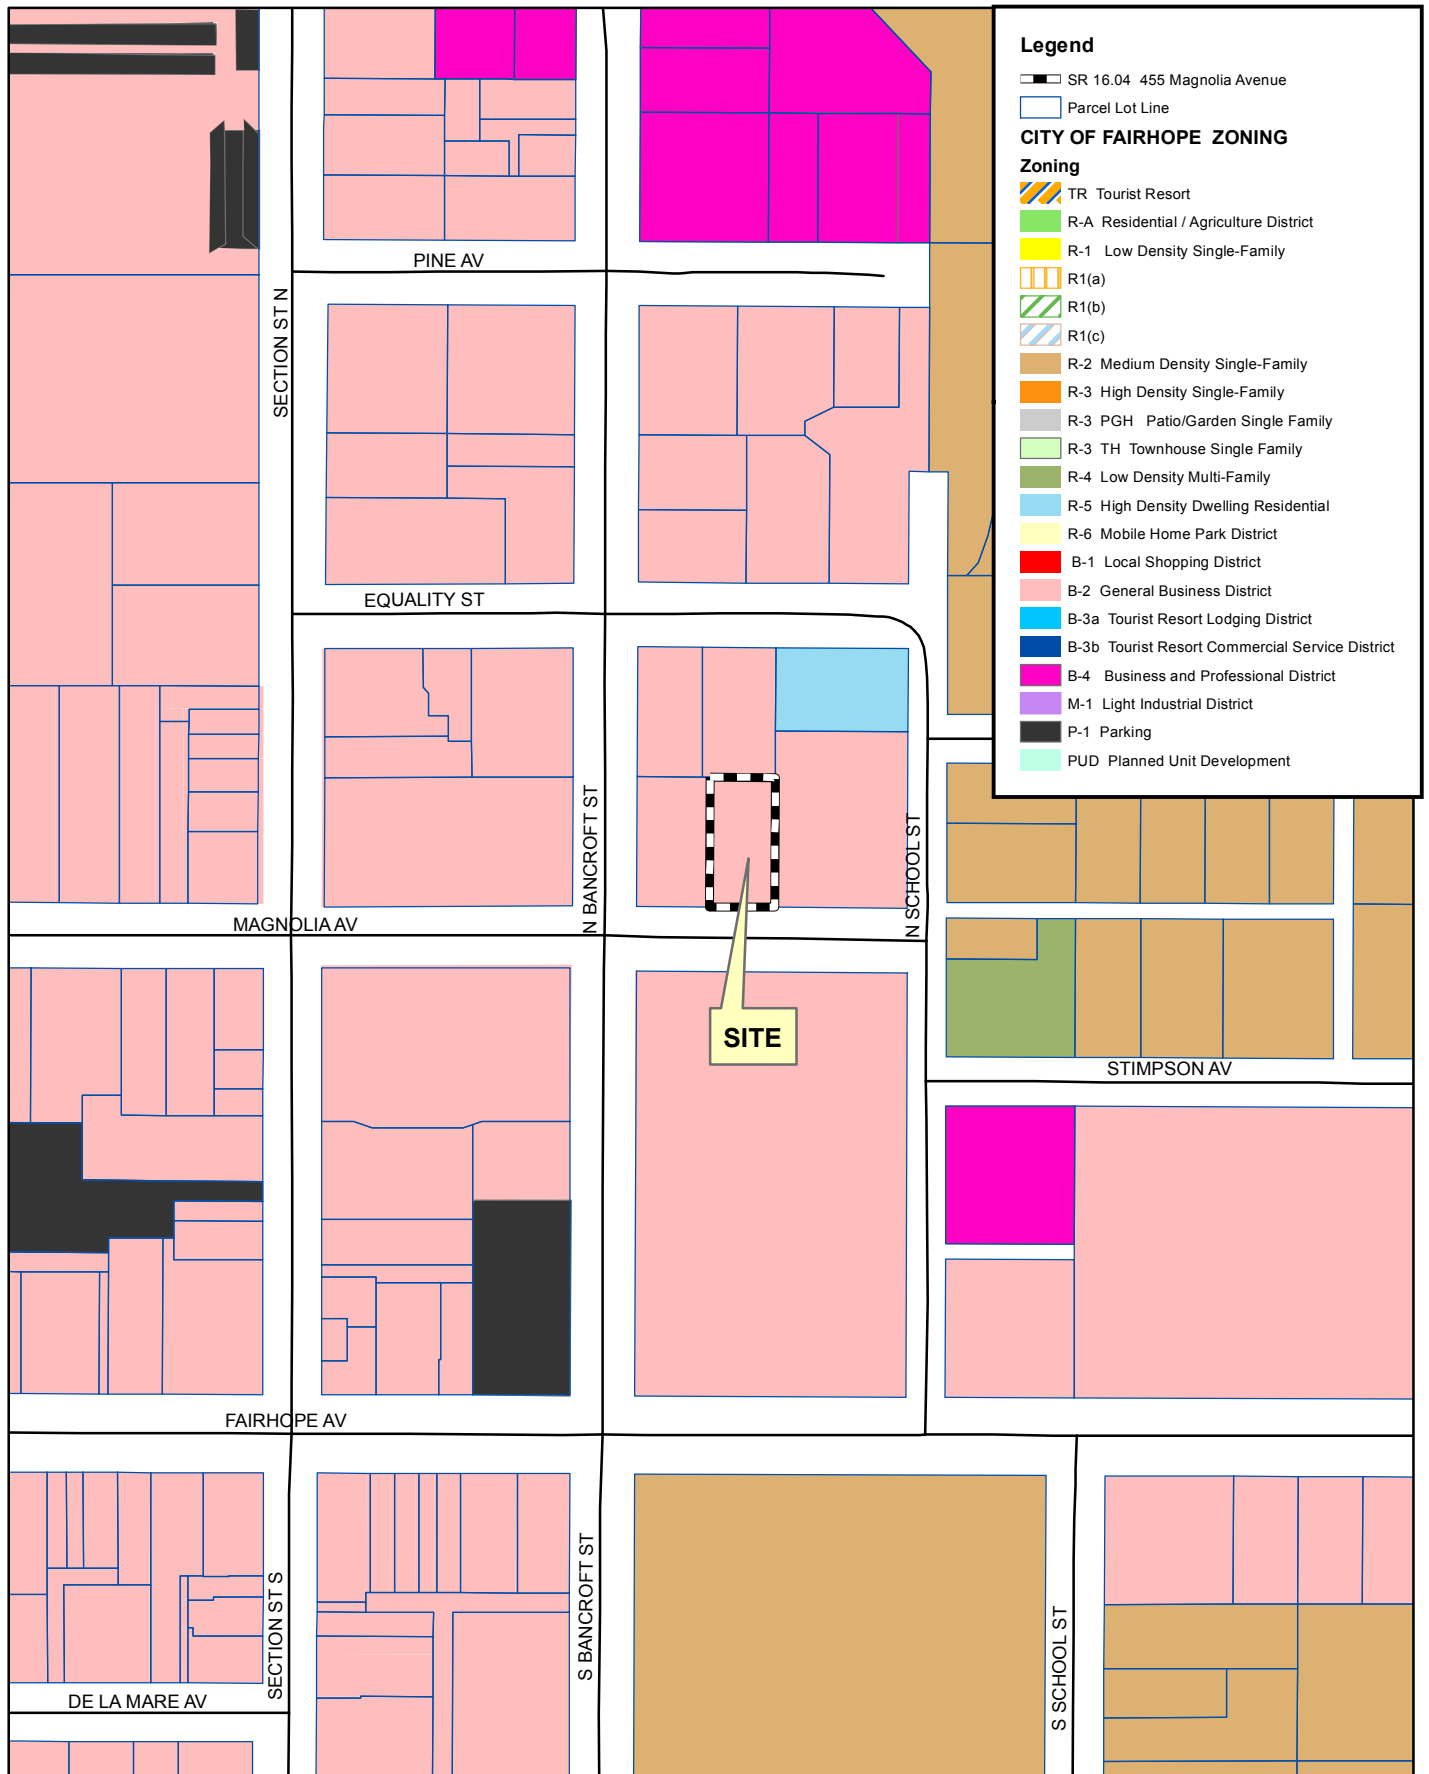 Legend
SR 16.04 455 Magnolia Avenue
Parcel Lot Line
CITY OF FAIRHOPE ZONING
Zoning
TR Tourist Resort
R-A Residential / Agriculture District
R-1 Low Density Single-Family
R1(a)
R1(b)
R1(c)
R-2 Medium Density Single-Family
R-3 High Density Single-Family
R-3 PGH Patio/Garden Single Family
R-3 TH Townhouse Single Family
R-4 Low Density Multi-Family
R-5 High Density Dwelling Residential
R-6 Mobile Home Park District
B-1 Local Shopping District
B-2 General Business District
B-3a Tourist Resort Lodging District
B-3b Tourist Resort Commercial Service District
B-4 Business and Professional District
M-1 Light Industrial District
P-1 Parking
PUD Planned Unit Development
PINE AV
SECTION ST N
EQUALITY ST
N BANCROFT ST
N SCHOOL ST
MAGNOLIA AV
SITE
STIMPSON AV
FAIRHOPE AV
SECTION ST S
S BANCROFT ST
S SCHOOL ST
DE LA MARE AV